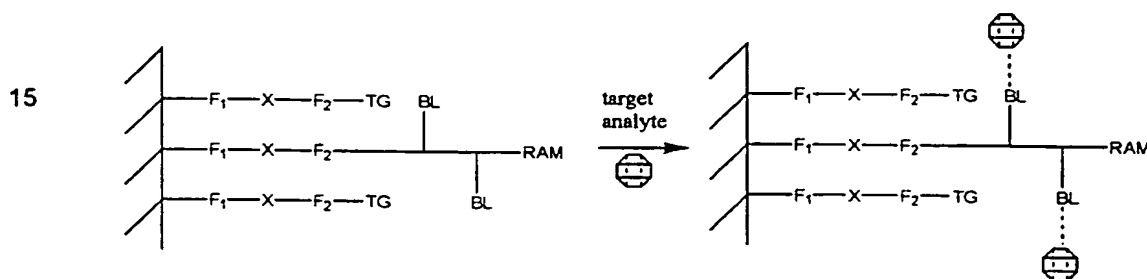 15
F₁—X—F₂—TG BL
F₁—X—F₂ RAM
F₁—X—F₂—TG BL
target
analyte
BL
F₁—X—F₂—TG
F₁—X—F₂ RAM
F₁—X—F₂—TG BL